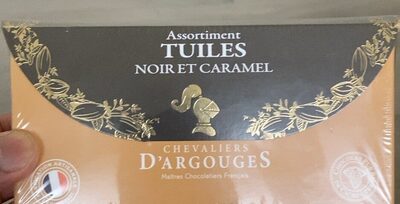 Assortiment
TUILES
NOIR ET CARAMEL
CHEVALIERS
D'ARGOUGES
Maîtres Chocolatiers Français